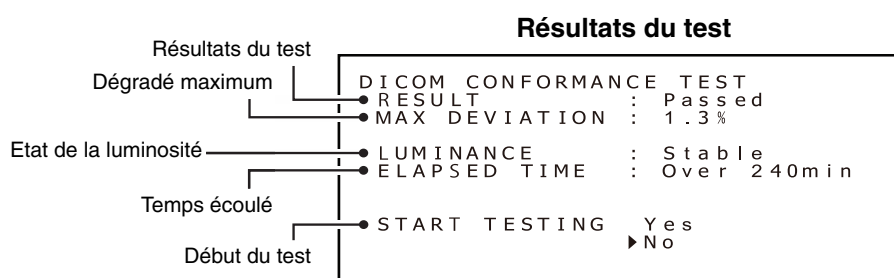 Résultats du test
Résultats du test
Dégradé maximum
Etat de la luminosité
Temps écoulé
Début du test
DICOM CONFORMANCE TEST
RESULT : Passed
MAX DEVIATION : 1.3%
LUMINANCE : Stable
ELAPSED TIME : Over 240min
START TESTING Yes
No